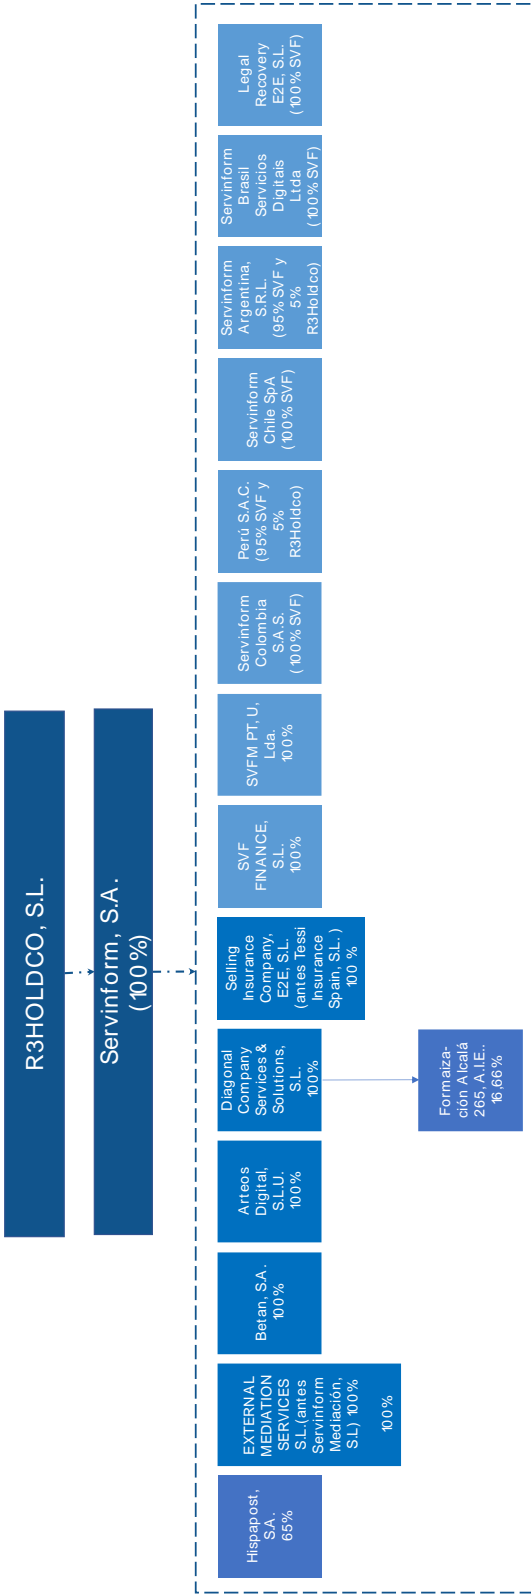 R3HOLDCO, S.L.
Servinform, S.A.
(100%)
Hispapost,
S.A.
65%
EXTERNAL
MEDIATION
SERVICES
S.L.(antes
Servinform
Mediación,
S.L) 100%
100%
Betan, S.A.
100%
Arteos
Digital,
S.L.U.
100%
Diagonal
Company
Services &
Solutions,
S.L.
100%
Selling
Insurance
Company,
E2E, S.L.
(antes Tessi
Insurance
Spain, S.L. )
100 %
SVF
FINANCE,
S.L.
100%
SVFM PT, U,
Lda.
100%
Servinform
Colombia
S.A.S.
(100% SVF)
Perú S.A.C.
(95% SVF y
5%
R3Holdco)
Servinform
Chile SpA
(100% SVF)
Servinform
Argentina,
S.R.L.
(95% SVF y
5%
R3Holdco)
Servinform
Brasil
Servicios
Digitais
Ltda
(100% SVF)
Legal
Recovery
E2E, S.L.
(100% SVF)
Formaiza-
ción Alcalá
265, A.I.E..
16,66%